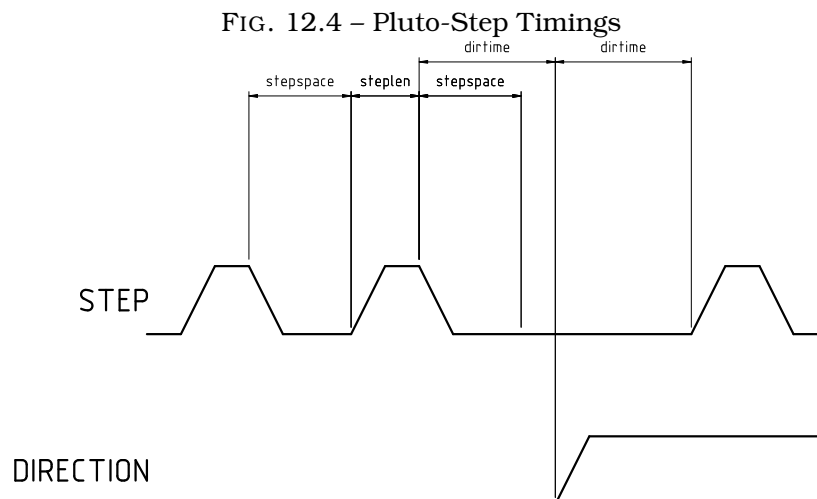 FIG. 12.4 – Pluto-Step Timings
dirtime dirtime
stepspace steplen stepspace
STEP
DIRECTION